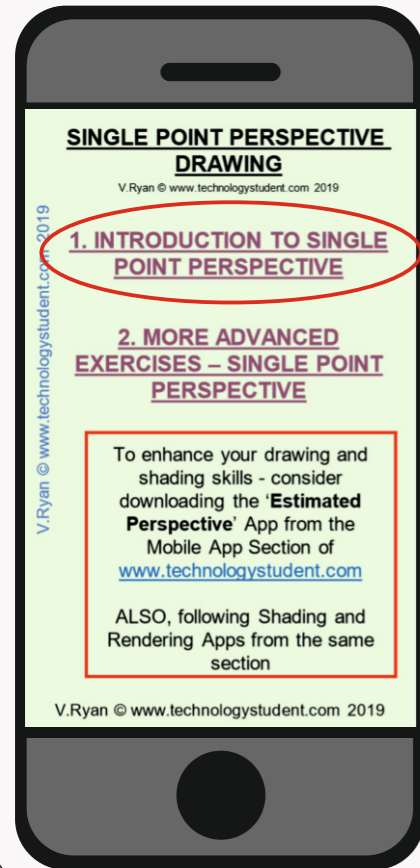 SINGLE POINT PERSPECTIVE
DRAWING
V.Ryan © www.technologystudent.com 2019
V.Ryan © www.technologystudent.com 2019
1. INTRODUCTION TO SINGLE
POINT PERSPECTIVE
2. MORE ADVANCED
EXERCISES – SINGLE POINT
PERSPECTIVE
To enhance your drawing and
shading skills - consider
downloading the ‘Estimated
Perspective’ App from the
Mobile App Section of
www.technologystudent.com
ALSO, following Shading and
Rendering Apps from the same
section
V.Ryan © www.technologystudent.com 2019